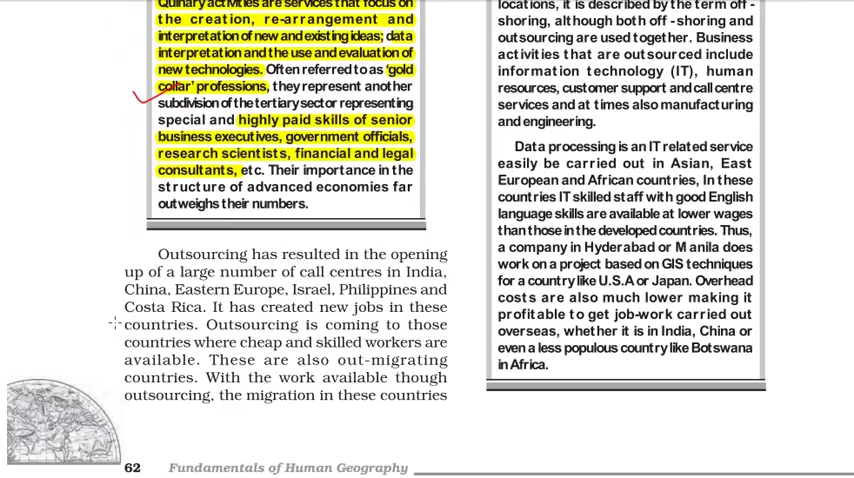 Quinary activities are services that focus on
the creation, re-arrangement and
interpretation of new and existing ideas; data
interpretation and the use and evaluation of
new technologies. Often referred to as ‘gold
collar’ professions, they represent another
subdivision of the tertiary sector representing
special and highly paid skills of senior
business executives, government officials,
research scientists, financial and legal
consultants, etc. Their importance in the
structure of advanced economies far
outweighs their numbers.
Outsourcing has resulted in the opening
up of a large number of call centres in India,
China, Eastern Europe, Israel, Philippines and
Costa Rica. It has created new jobs in these
countries. Outsourcing is coming to those
countries where cheap and skilled workers are
available. These are also out-migrating
countries. With the work available though
outsourcing, the migration in these countries
locations, it is described by the term off -
shoring, although both off - shoring and
outsourcing are used together. Business
activities that are outsourced include
information technology (IT), human
resources, customer support and call centre
services and at times also manufacturing
and engineering.
Data processing is an IT related service
easily be carried out in Asian, East
European and African countries, In these
countries IT skilled staff with good English
language skills are available at lower wages
than those in the developed countries. Thus,
a company in Hyderabad or Manila does
work on a project based on GIS techniques
for a country like U.S.A or Japan. Overhead
costs are also much lower making it
profitable to get job-work carried out
overseas, whether it is in India, China or
even a less populous country like Botswana
in Africa.
62 Fundamentals of Human Geography